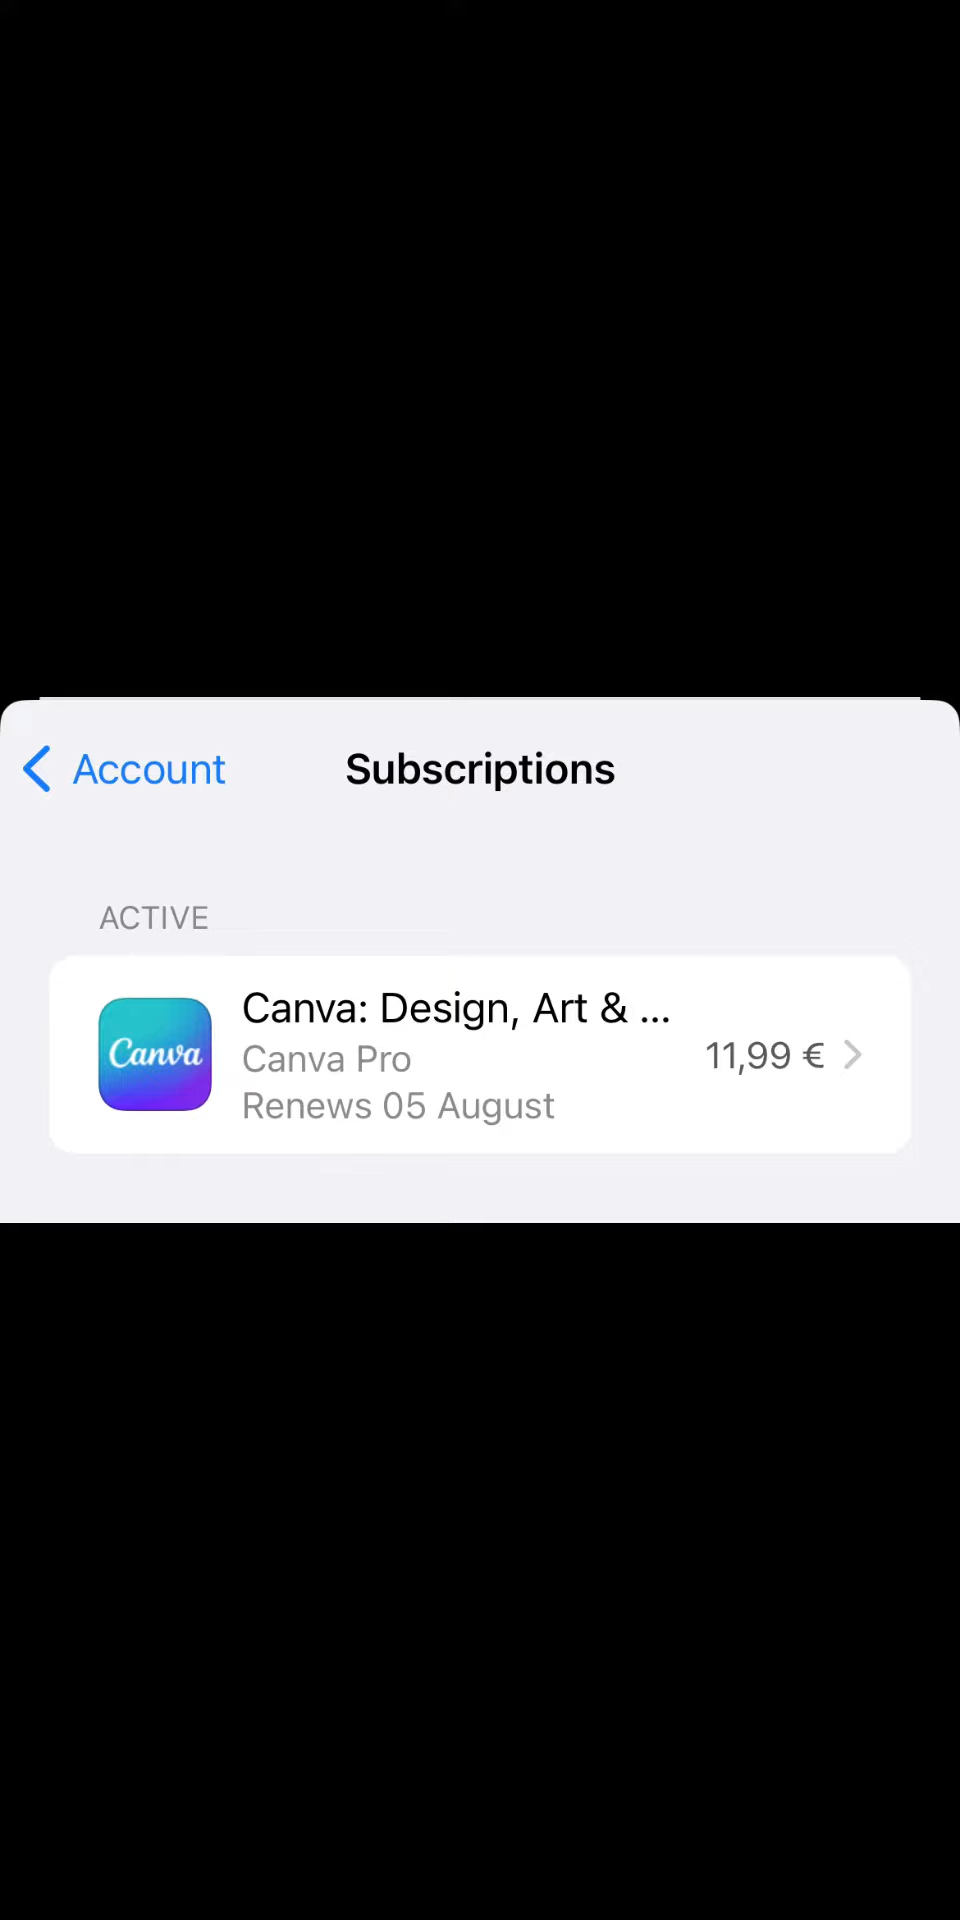 Account
Subscriptions
ACTIVE
Canva
Canva: Design, Art & ...
Canva Pro
11,99 €
Renews 05 August